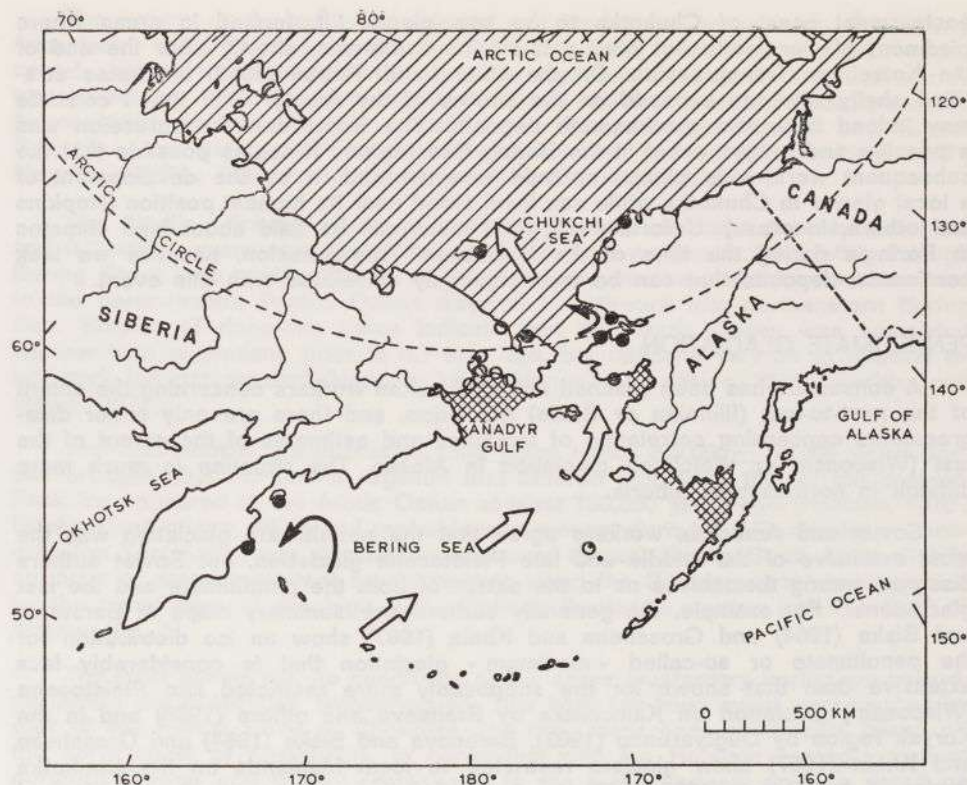 70°
80°
ARCTIC OCEAN
120°
ARCTIC
CIRCLE
CANADA
CHUKCHI
SEA
130°
SIBERIA
ALASKA
60°
140°
ANADYR
GULF
GULF OF
ALASKA
OKHOTSK SEA
BERING SEA
PACIFIC OCEAN
50°
150°
0 500 KM
160° 170° 180° 170° 160°